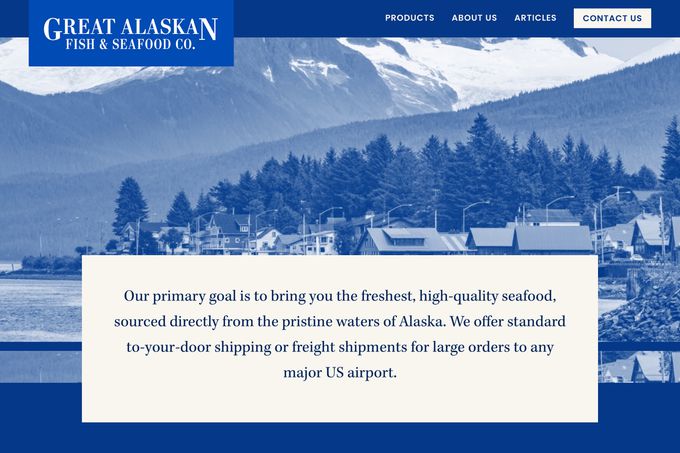 GREAT ALASKAN
FISH & SEAFOOD CO.
PRODUCTS ABOUT US ARTICLES CONTACT US
Our primary goal is to bring you the freshest, high-quality seafood,
sourced directly from the pristine waters of Alaska. We offer standard
to-your-door shipping or freight shipments for large orders to any
major US airport.